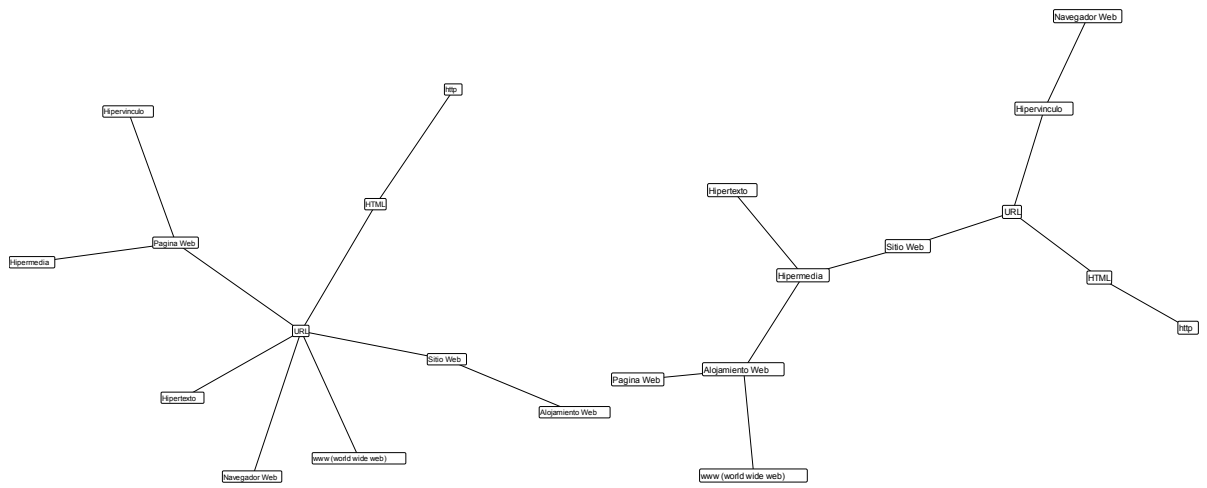 http
Hipervinculo
HTML
Pagina Web
Hipermedia
URL
Sitio Web
Hipertexto
Alojamiento Web
www (world wide web)
Navegador Web
Navegador Web
Hipervinculo
Hipertexto
URL
Sitio Web
Hipermedia
HTML
http
Alojamiento Web
Pagina Web
www (world wide web)